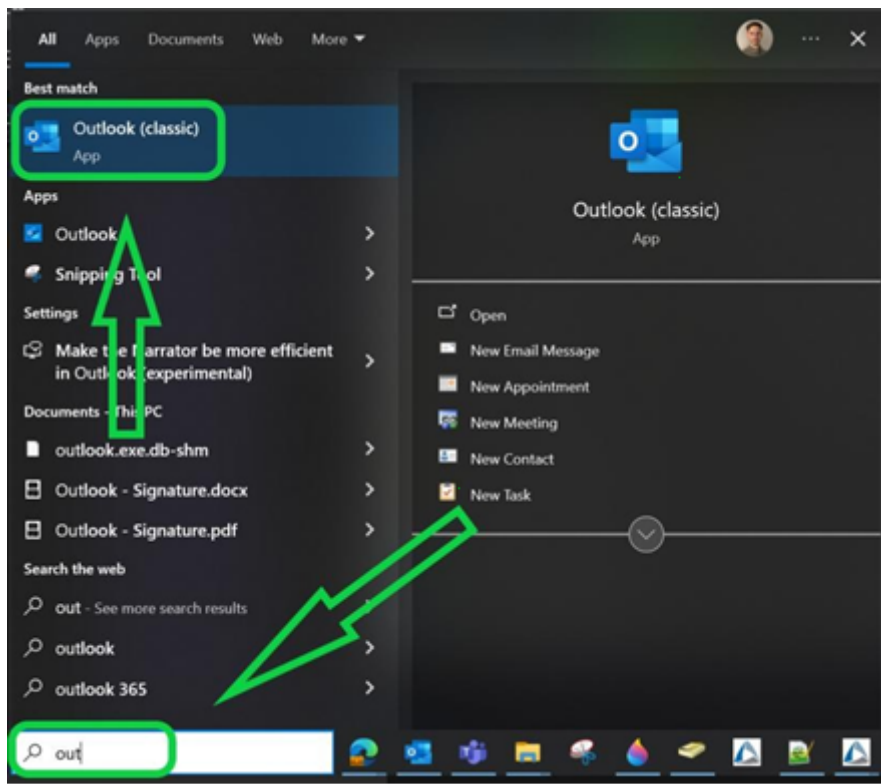 All Apps Documents Web More
Best match
Outlook (classic)
App
Apps
Outlook
Snipping Tool
Settings
Make the Narrator be more efficient
in Outlook (experimental)
Documents - This PC
outlook.exe.db-shm
Outlook - Signature.docx
Outlook - Signature.pdf
Search the web
out - See more search results
outlook
outlook 365
out
Outlook (classic)
App
Open
New Email Message
New Appointment
New Meeting
New Contact
New Task